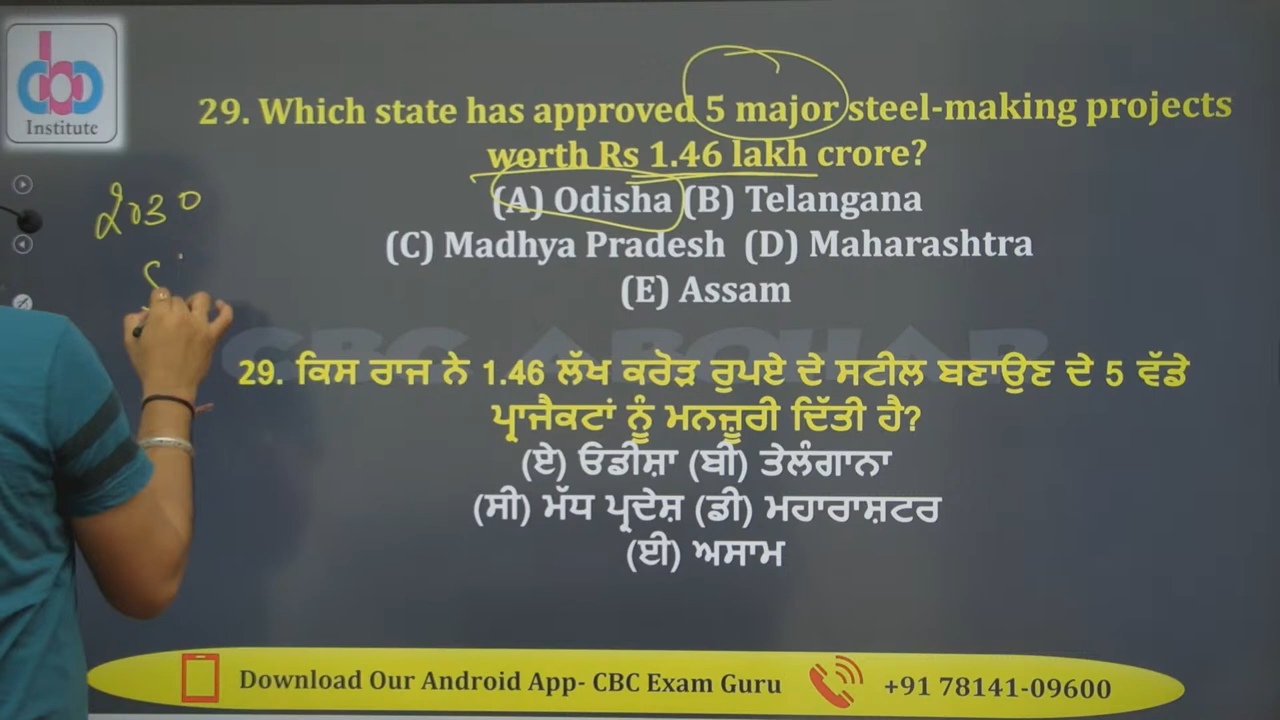 Institute
29. Which state has approved 5 major steel-making projects
worth Rs 1.46 lakh crore?
(A) Odisha (B) Telangana
(C) Madhya Pradesh (D) Maharashtra
(E) Assam
2030
CBC ABOHAR
29. ਕਿਸ ਰਾਜ ਨੇ 1.46 ਲੱਖ ਕਰੋੜ ਰੁਪਏ ਦੇ ਸਟੀਲ ਬਣਾਉਣ ਦੇ 5 ਵੱਡੇ
ਪ੍ਰਾਜੈਕਟਾਂ ਨੂੰ ਮਨਜ਼ੂਰੀ ਦਿੱਤੀ ਹੈ?
(ਏ) ਓਡੀਸ਼ਾ (ਬੀ) ਤੇਲੰਗਾਨਾ
(ਸੀ) ਮੱਧ ਪ੍ਰਦੇਸ਼ (ਡੀ) ਮਹਾਰਾਸ਼ਟਰ
(ਈ) ਅਸਾਮ
Download Our Android App- CBC Exam Guru +91 78141-09600